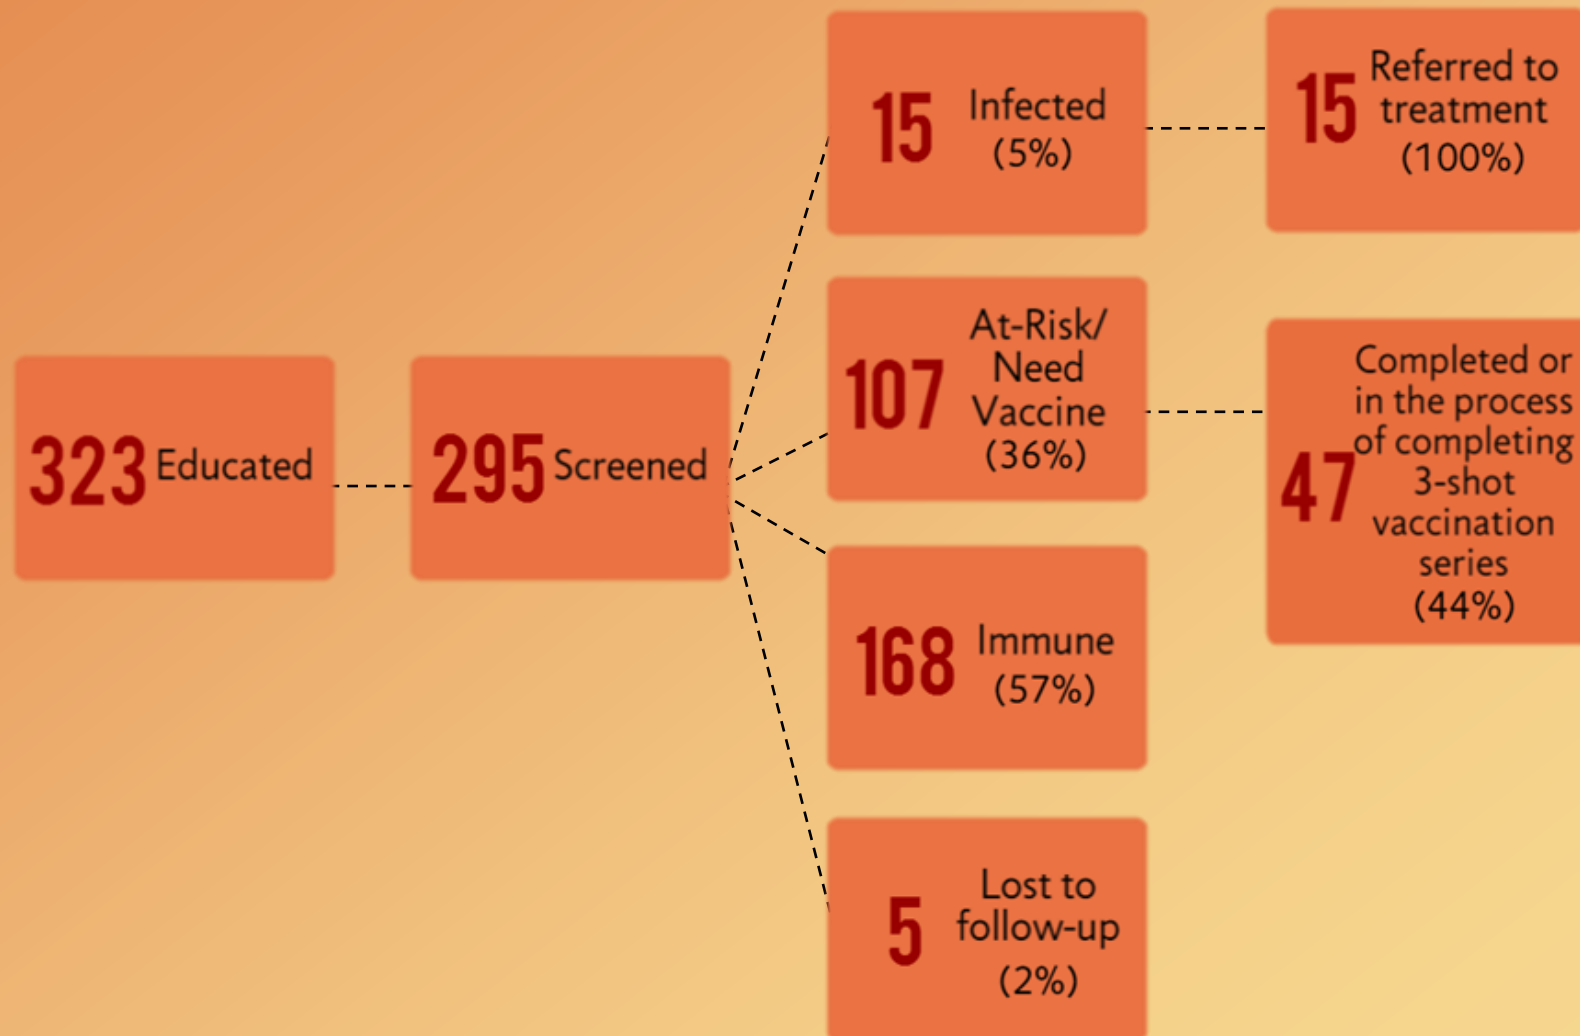 323 Educated
295 Screened
15 Infected
(5%)
15 Referred to
treatment
(100%)
107 At-Risk/
Need
Vaccine
(36%)
47 Completed or
in the process
of completing
3-shot
vaccination
series
(44%)
168 Immune
(57%)
5 Lost to
follow-up
(2%)